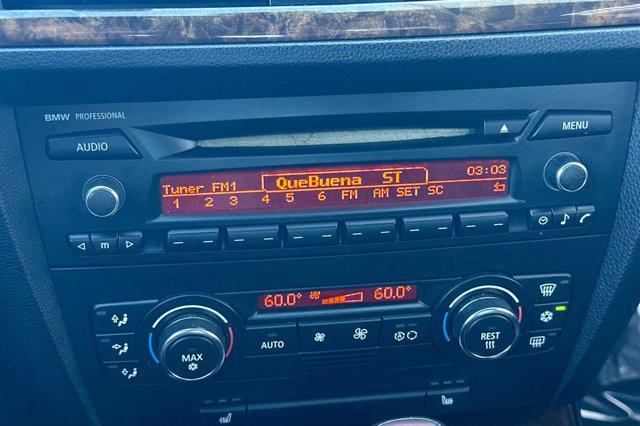 BMW PROFESSIONAL
AUDIO
MENU
QueBuena ST
03:03
Tuner FM1
1 2 3 4 5 6 FM AM SET SC
m
60.0° 60.0°
AUTO
MAX
REST